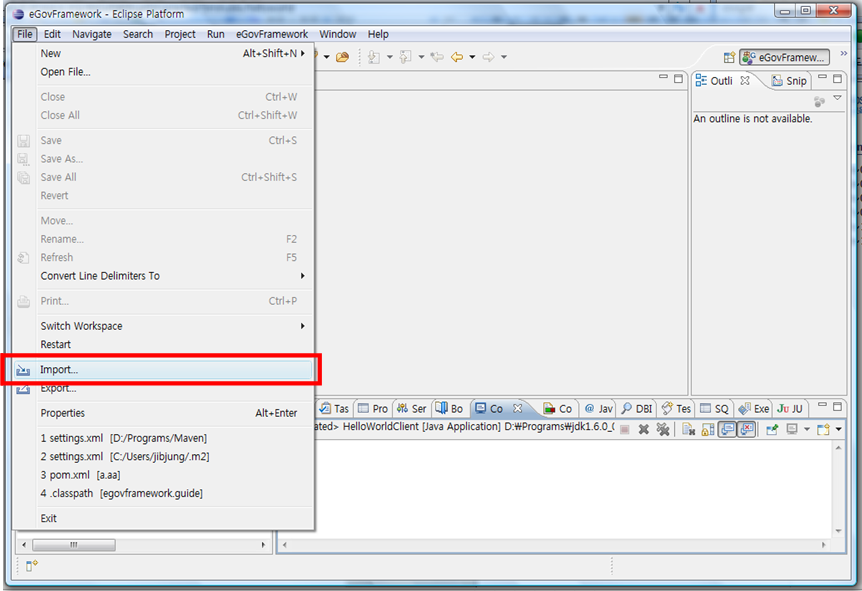 eGovFramework - Eclipse Platform
File Edit Navigate Search Project Run eGovFramework Window Help
New Alt+Shift+N
Open File...
Close Ctrl+W
Close All Ctrl+Shift+W
Save Ctrl+S
Save As...
Save All Ctrl+Shift+S
Revert
Move...
Rename... F2
Refresh F5
Convert Line Delimiters To
Print... Ctrl+P
Switch Workspace
Restart
Import...
Export...
Properties Alt+Enter
1 settings.xml [D:/Programs/Maven]
2 settings.xml [C:/Users/jibjung/.m2]
3 pom.xml [a.aa]
4 .classpath [egovframework.guide]
Exit
eGovFramew...
Outli Snip
An outline is not available.
Tas Pro Ser Bo Co Co @ Jav DBI Tes SQ Exe Ju JU
ated> HelloWorldClient [Java Application] D:₩Programs₩jdk1.6.0_